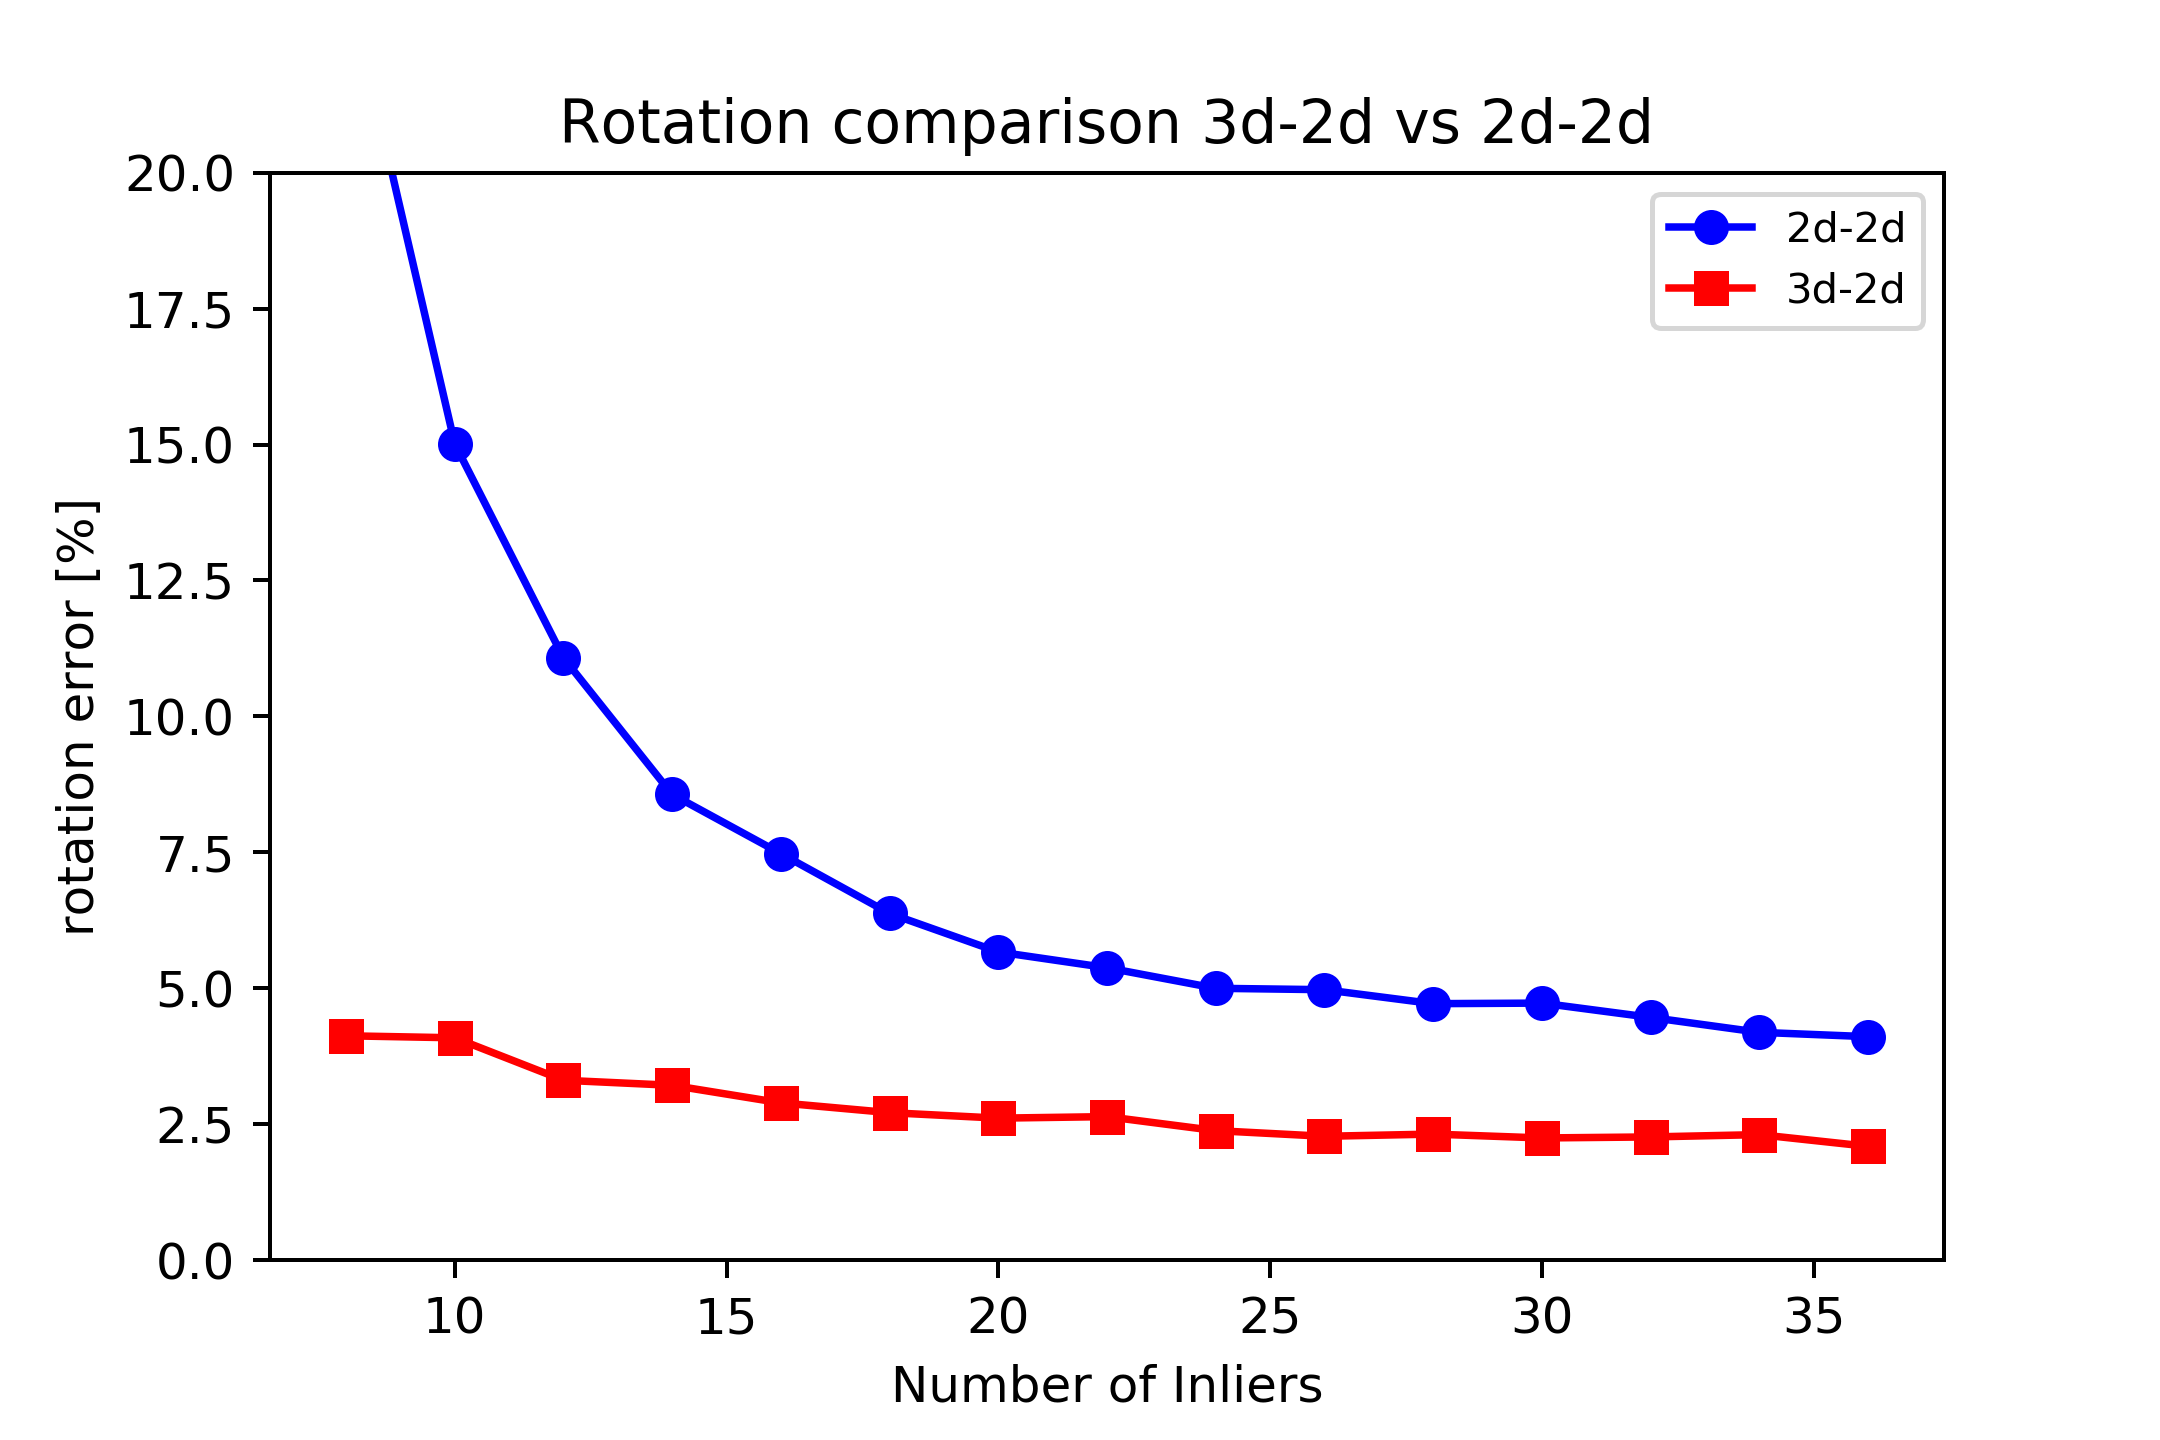 Rotation comparison 3d-2d vs 2d-2d
20.0
17.5
15.0
12.5
10.0
7.5
5.0
2.5
0.0
rotation error [%]
2d-2d
3d-2d
10 15 20 25 30 35
Number of Inliers